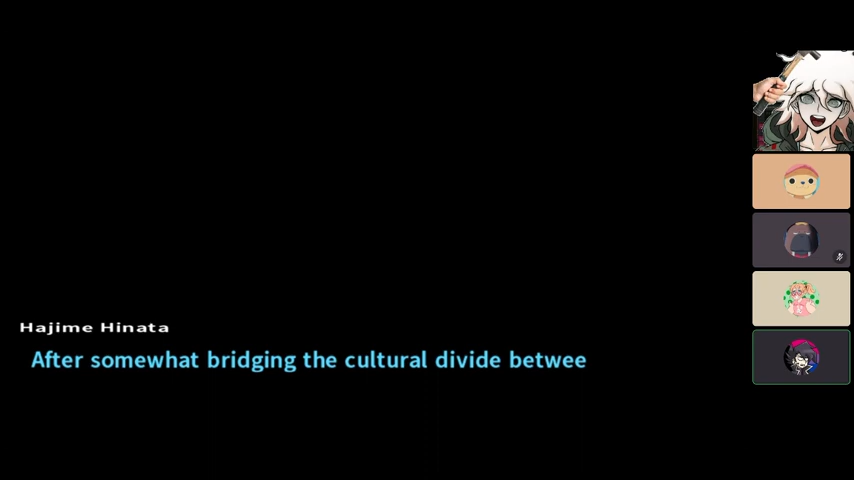 Hajime Hinata
After somewhat bridging the cultural divide betwee